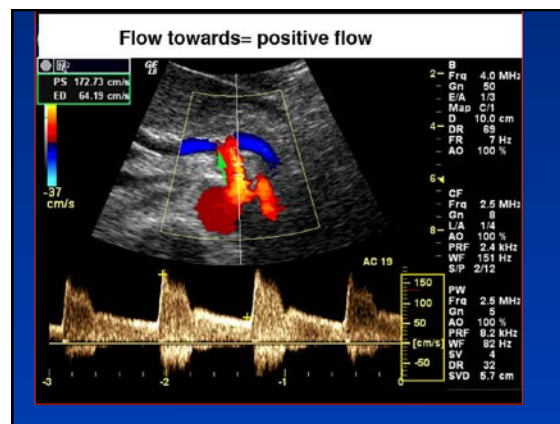 Flow towards= positive flow
GE
L5
PS 172.73 cm/s
ED 64.19 cm/s
-37
cm/s
2
4
6
8
B
Frq 4.0 MHz
Gn 50
E/A 1/3
Map C/1
D 10.0 cm
DR 69
FR 7 Hz
AO 100 %
CF
Frq 2.5 MHz
Gn 8
L/A 1/4
AO 100 %
PRF 2.4 kHz
WF 151 Hz
S/P 2/12
PW
Frq 2.5 MHz
Gn 5
AO 100 %
PRF 8.2 kHz
WF 82 Hz
SV 4
DR 32
SVD 5.7 cm
AC 19
150
100
50
[cm/s]
-50
-3
-2
-1
0